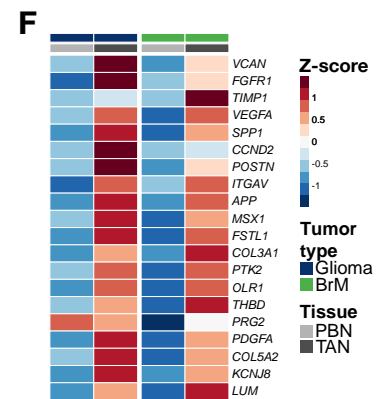 F
VCAN
FGFR1
TIMP1
VEGFA
SPP1
CCND2
POSTN
ITGAV
APP
MSX1
FSTL1
COL3A1
PTK2
OLR1
THBD
PRG2
PDGFA
COL5A2
KCNJ8
LUM
Z-score
1
0.5
0
-0.5
-1
Tumor
type
Glioma
BrM
Tissue
PBN
TAN